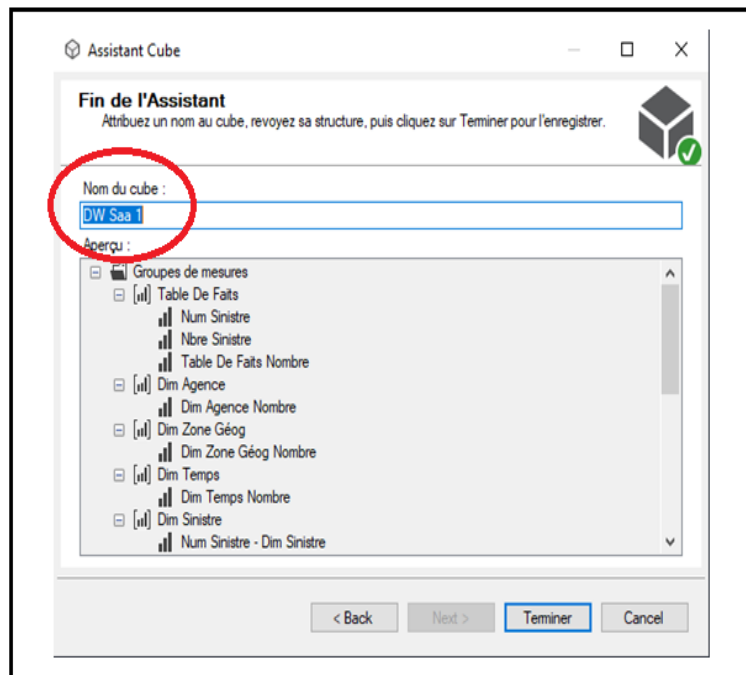 Assistant Cube
Fin de l'Assistant
Attribuez un nom au cube, revoyez sa structure, puis cliquez sur Terminer pour l'enregistrer.
Nom du cube :
DW Saa 1
Aperçu :
Groupes de mesures
Table De Faits
Num Sinistre
Nbre Sinistre
Table De Faits Nombre
Dim Agence
Dim Agence Nombre
Dim Zone Géog
Dim Zone Géog Nombre
Dim Temps
Dim Temps Nombre
Dim Sinistre
Num Sinistre - Dim Sinistre
< Back Next > Terminer Cancel